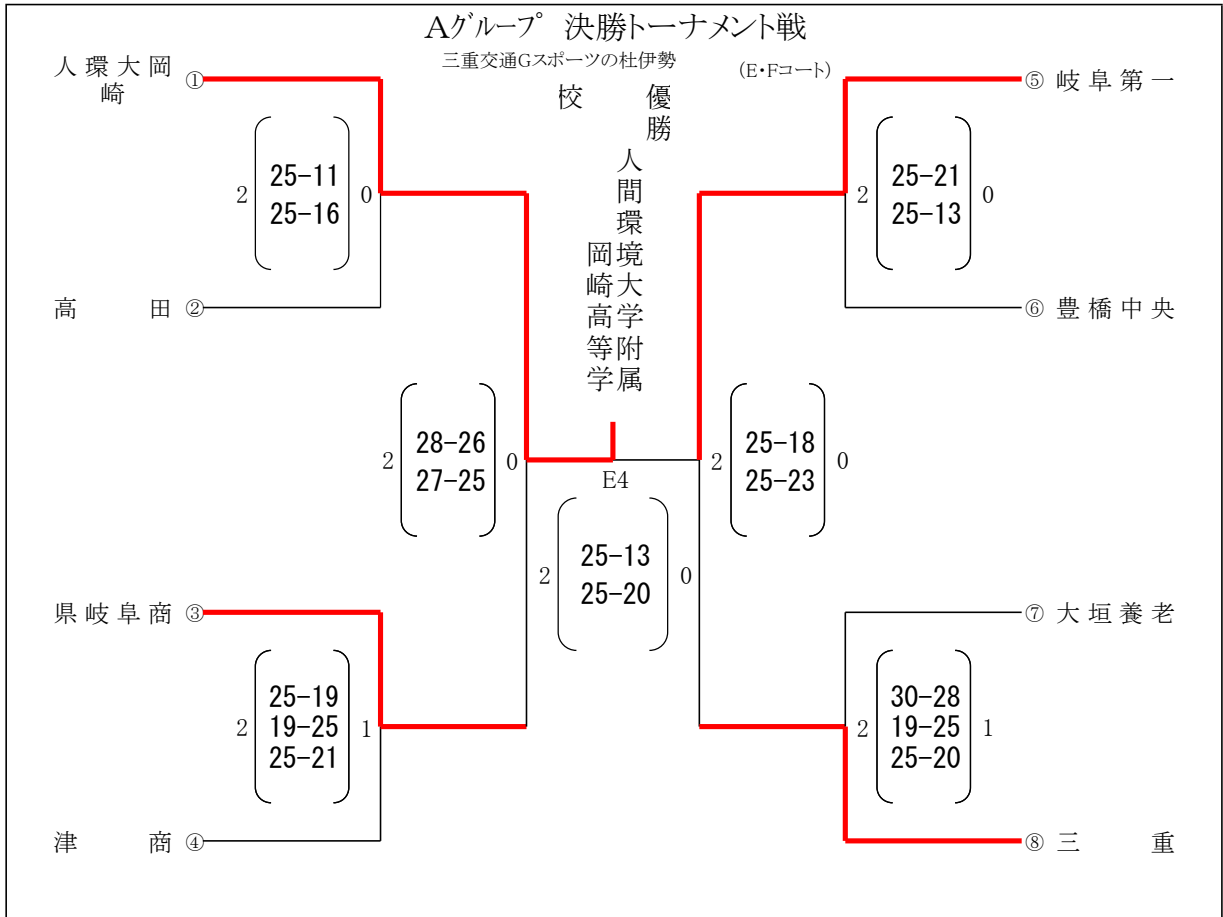 Aグループ 決勝トーナメント戦
三重交通Gスポーツの杜伊勢
(E・Fコート)
優勝校
人間環境大学附属
岡崎高等学
人環大岡崎 ①
⑤ 岐阜第一
2 25-11 0
25-16
2 25-21 0
25-13
高田 ②
⑥ 豊橋中央
2 28-26 0
27-25
2 25-18 0
25-23
E4
2 25-13 0
25-20
県岐阜商 ③
⑦ 大垣養老
25-19
2 19-25 1
25-21
30-28
2 19-25 1
25-20
津商 ④
⑧ 三重